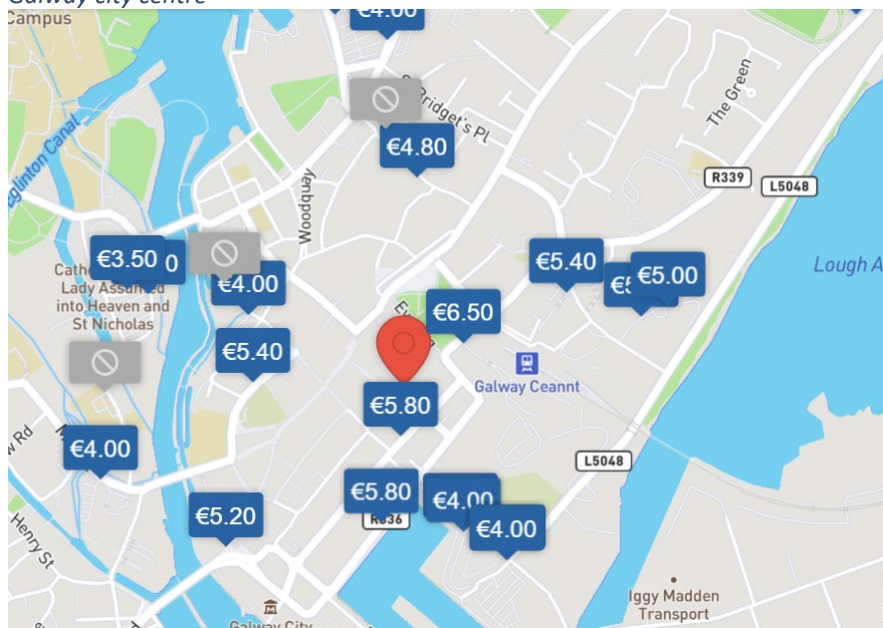 Galway city centre
Campus
€4.00
Bridget's Pl
€4.80
The Green
R339
L5048
Eglinton Canal
Woodquay
€3.50
0
€4.00
€5.40
€5.00
Lough A
Lady Assumed
into Heaven and
St Nicholas
€6.50
€5.40
Galway Ceannt
€5.80
€4.00
L5048
€5.80
€4.00
€4.00
€5.20
R336
Henry St
Iggy Madden
Transport
Galway City